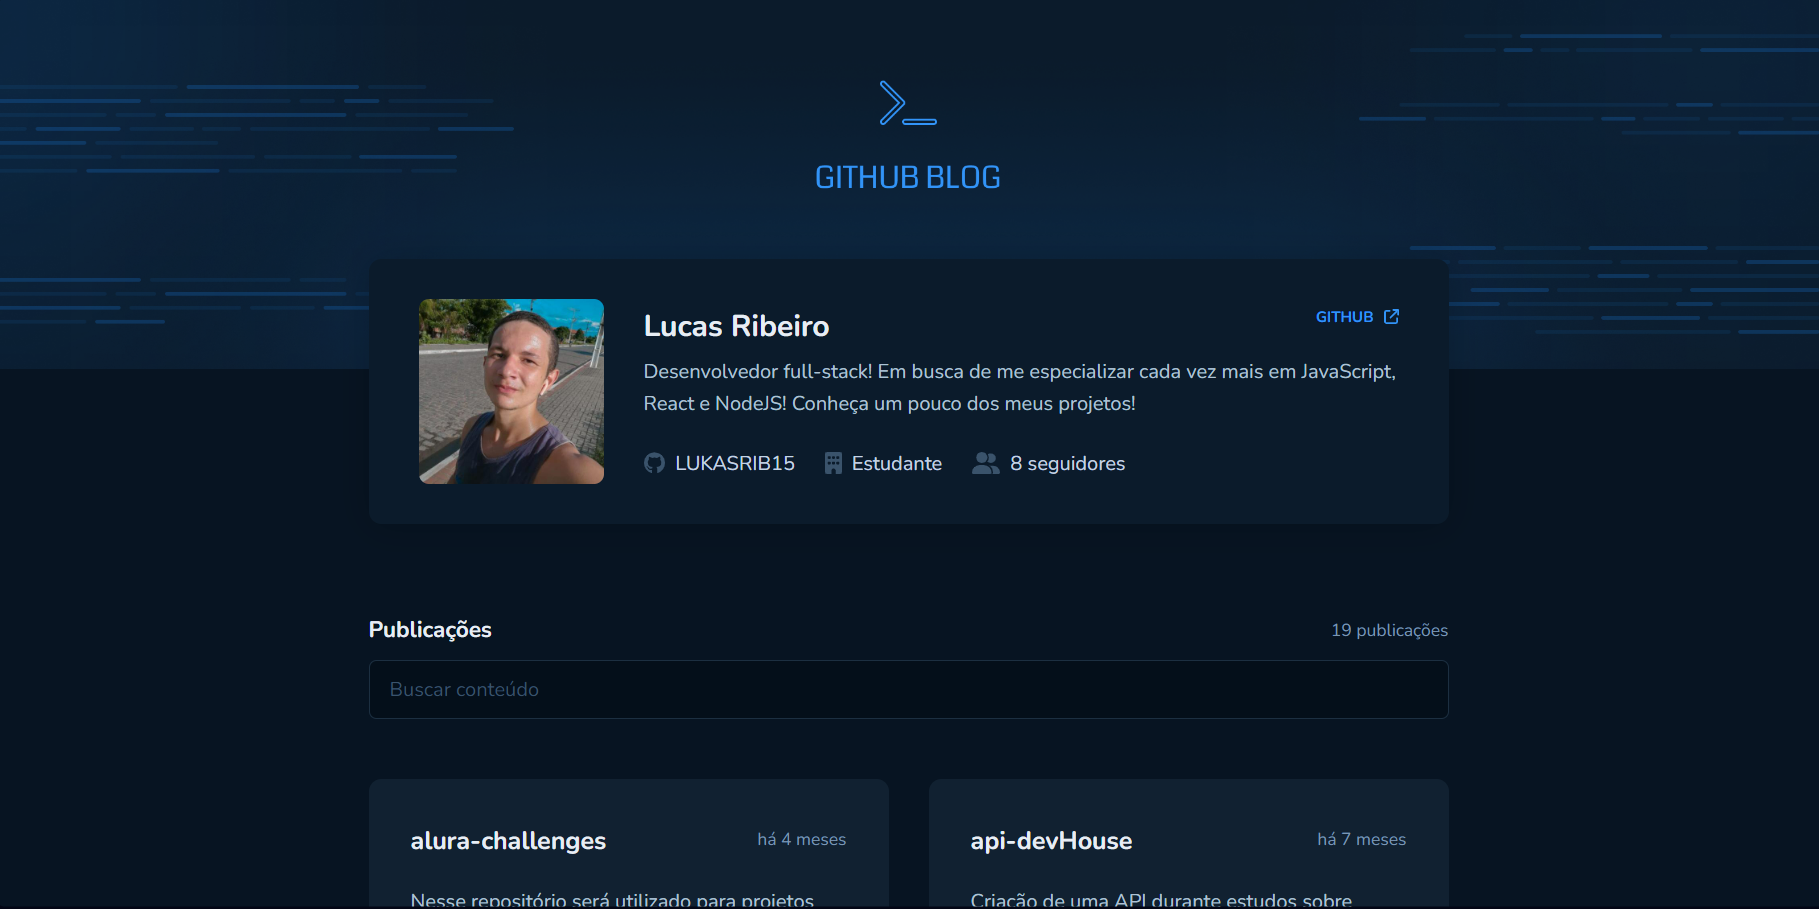 GITHUB BLOG
Lucas Ribeiro
GITHUB
Desenvolvedor full-stack! Em busca de me especializar cada vez mais em JavaScript,
React e NodeJS! Conheça um pouco dos meus projetos!
LUKASRIB15 Estudante 8 seguidores
Publicações 19 publicações
Buscar conteúdo
alura-challenges há 4 meses
Nesse repositório será utilizado para projetos
api-devHouse há 7 meses
Criação de uma API durante estudos sobre